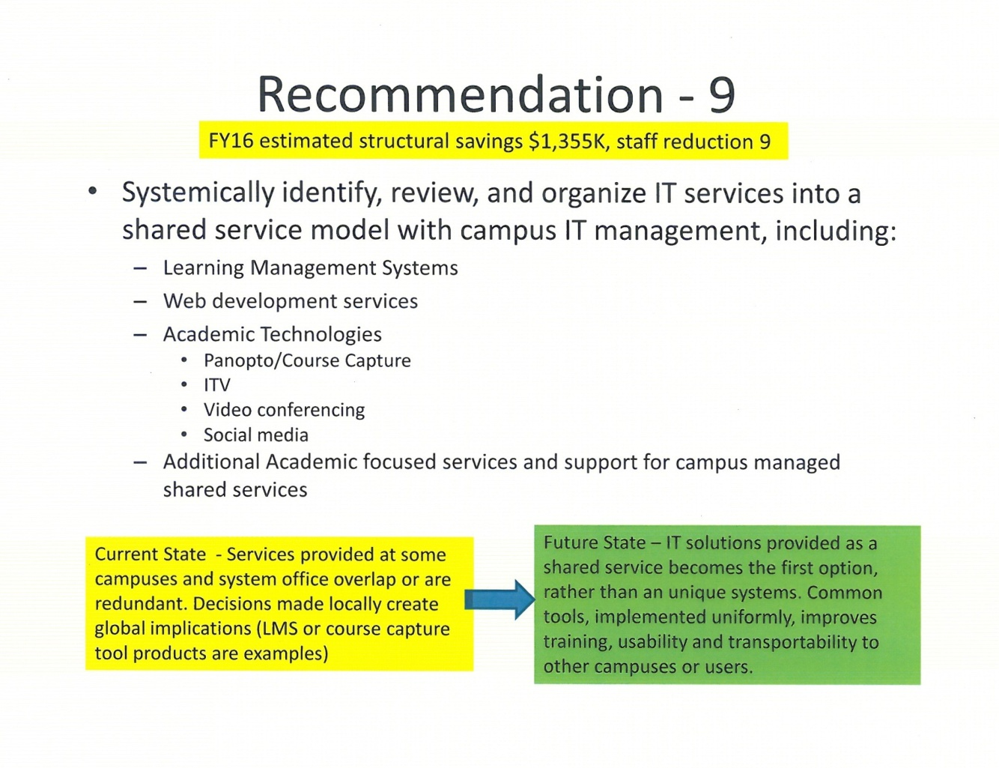 Recommendation - 9
FY16 estimated structural savings $1,355K, staff reduction 9
• Systemically identify, review, and organize IT services into a
shared service model with campus IT management, including:
– Learning Management Systems
– Web development services
– Academic Technologies
• Panopto/Course Capture
• ITV
• Video conferencing
• Social media
– Additional Academic focused services and support for campus managed
shared services
Current State - Services provided at some
campuses and system office overlap or are
redundant. Decisions made locally create
global implications (LMS or course capture
tool products are examples)
Future State – IT solutions provided as a
shared service becomes the first option,
rather than an unique systems. Common
tools, implemented uniformly, improves
training, usability and transportability to
other campuses or users.